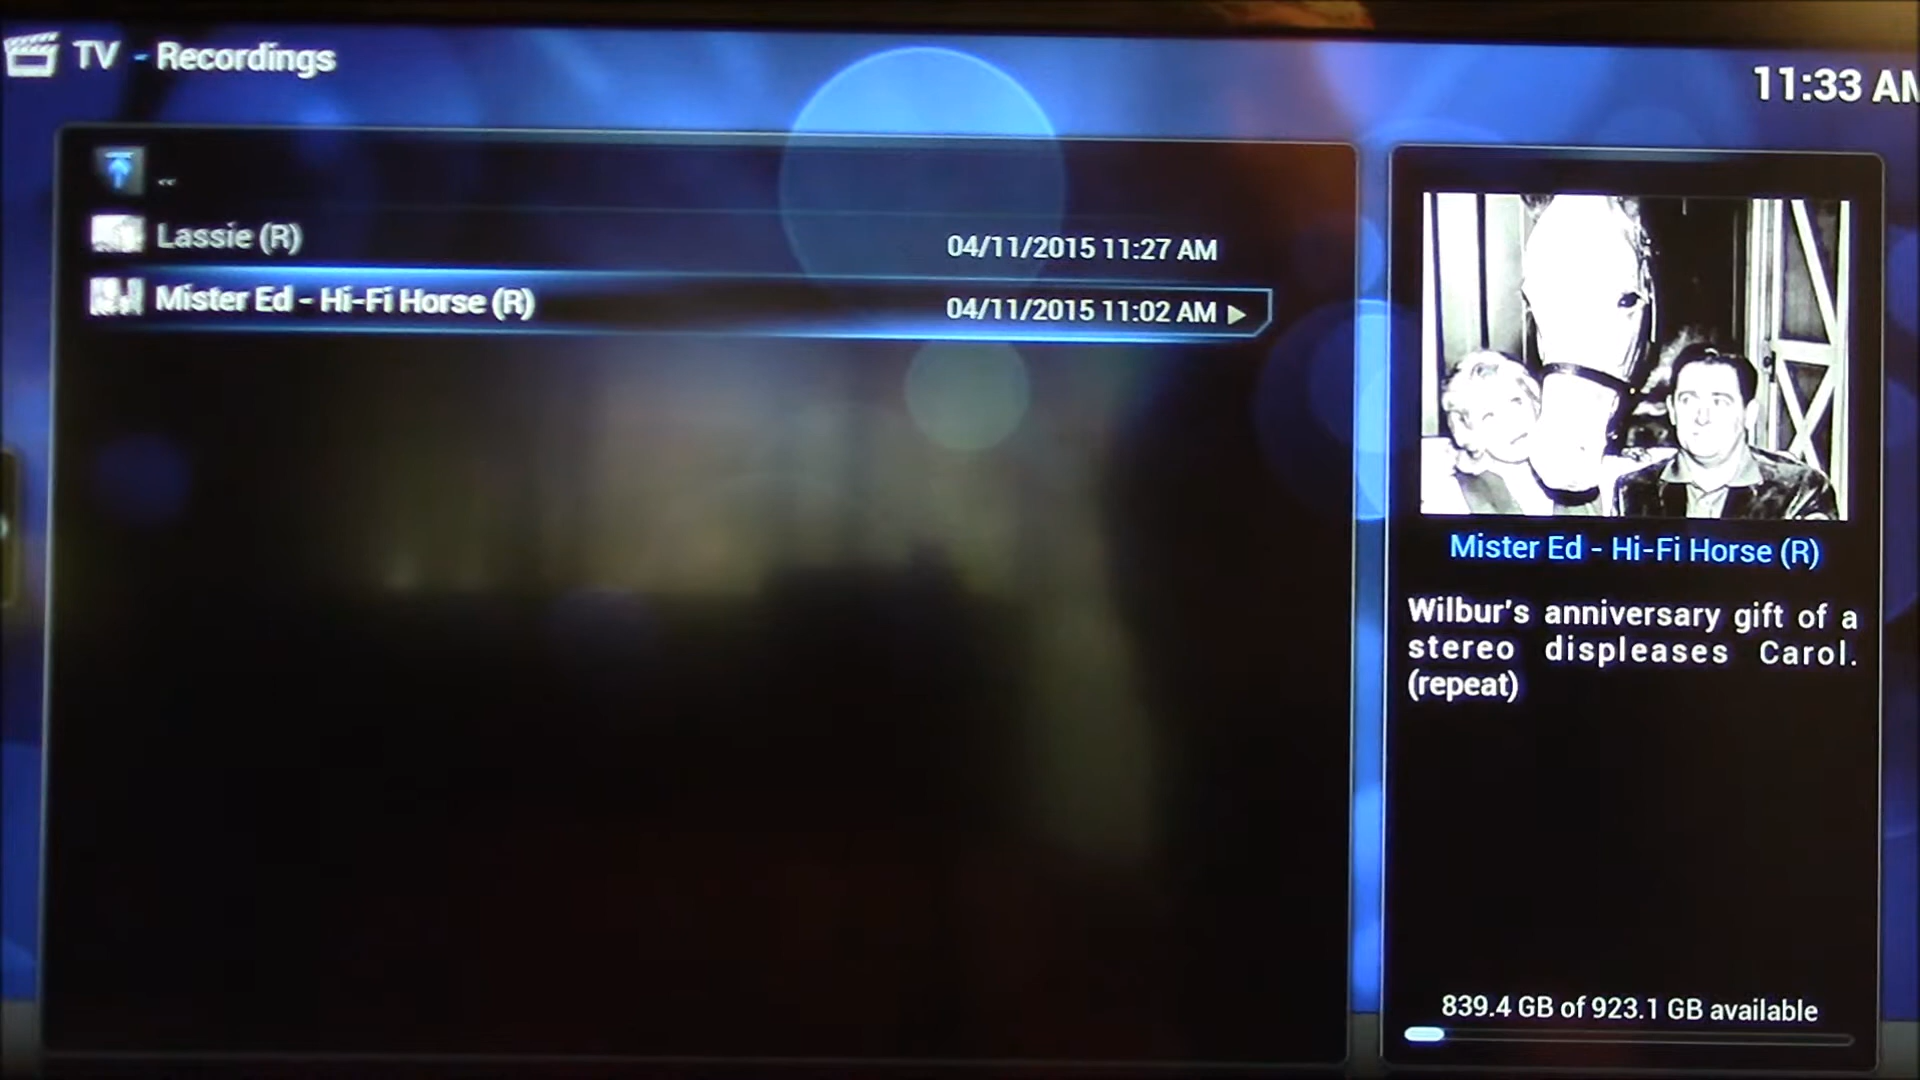 TV - Recordings
11:33 AM
..
Lassie (R) 04/11/2015 11:27 AM
Mister Ed - Hi-Fi Horse (R) 04/11/2015 11:02 AM
Mister Ed - Hi-Fi Horse (R)
Wilbur's anniversary gift of a
stereo displeases Carol.
(repeat)
839.4 GB of 923.1 GB available